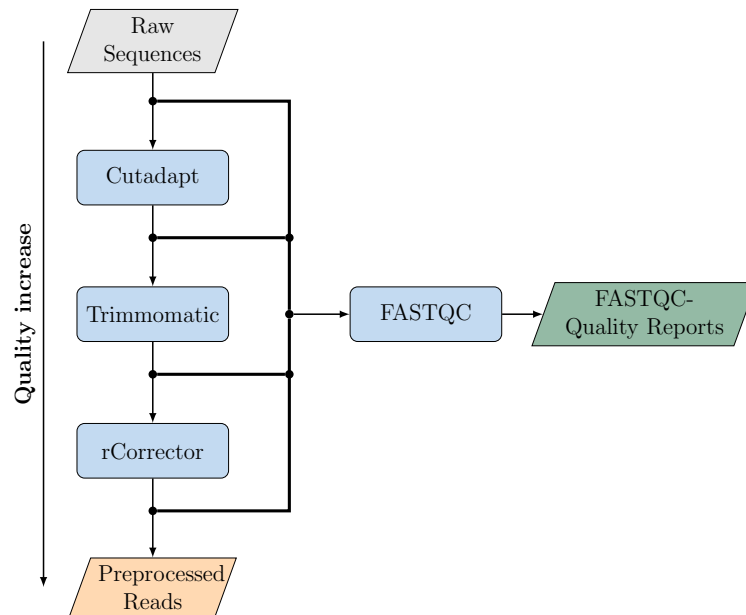 Raw
Sequences
Cutadapt
Quality increase
Trimmomatic
FASTQC
FASTQC-
Quality Reports
rCorrector
Preprocessed
Reads